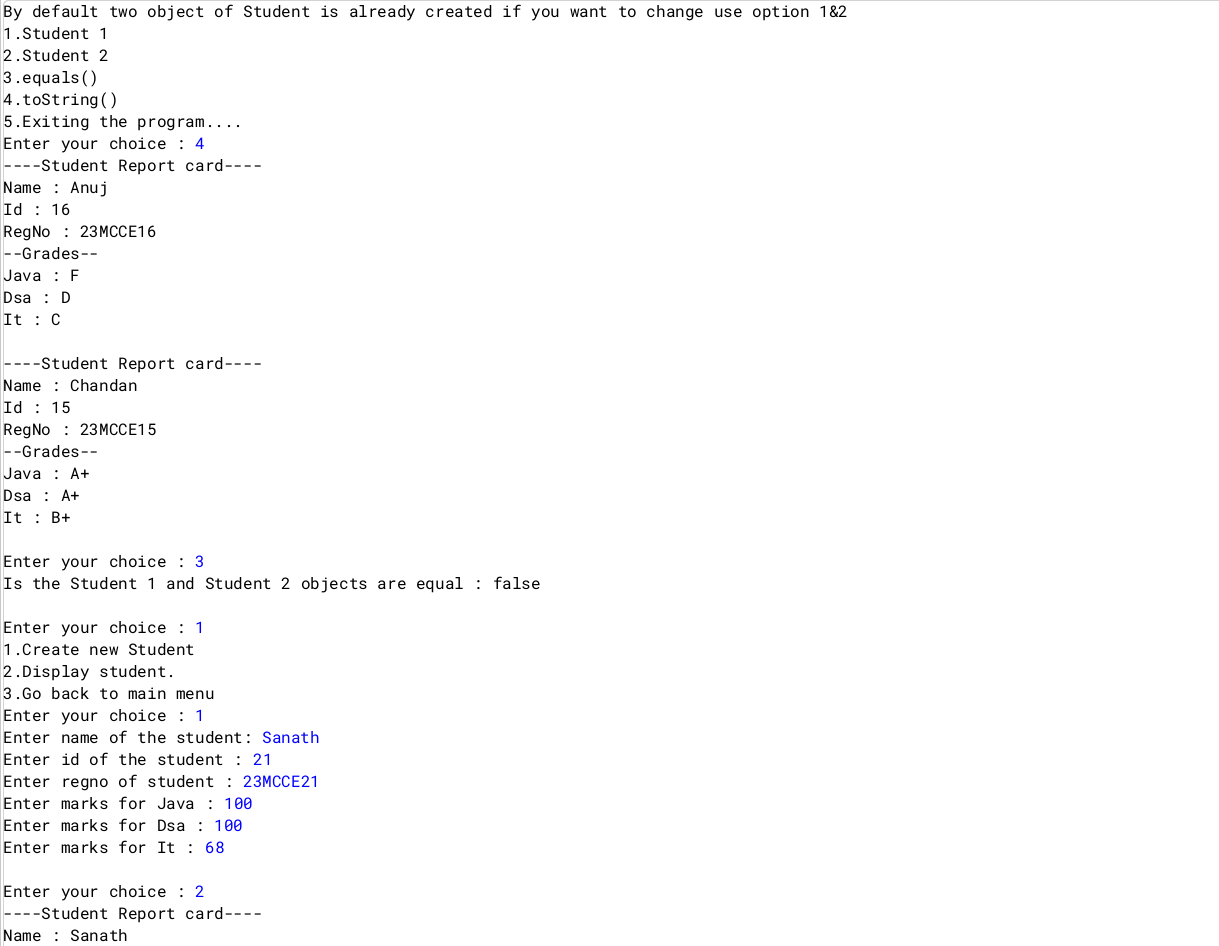 By default two object of Student is already created if you want to change use option 1&2
1.Student 1
2.Student 2
3.equals()
4.toString()
5.Exiting the program....
Enter your choice : 4
----Student Report card----
Name : Anuj
Id : 16
RegNo : 23MCCE16
--Grades--
Java : F
Dsa : D
It : C
----Student Report card----
Name : Chandan
Id : 15
RegNo : 23MCCE15
--Grades--
Java : A+
Dsa : A+
It : B+
Enter your choice : 3
Is the Student 1 and Student 2 objects are equal : false
Enter your choice : 1
1.Create new Student
2.Display student.
3.Go back to main menu
Enter your choice : 1
Enter name of the student: Sanath
Enter id of the student : 21
Enter regno of student : 23MCCE21
Enter marks for Java : 100
Enter marks for Dsa : 100
Enter marks for It : 68
Enter your choice : 2
----Student Report card----
Name : Sanath